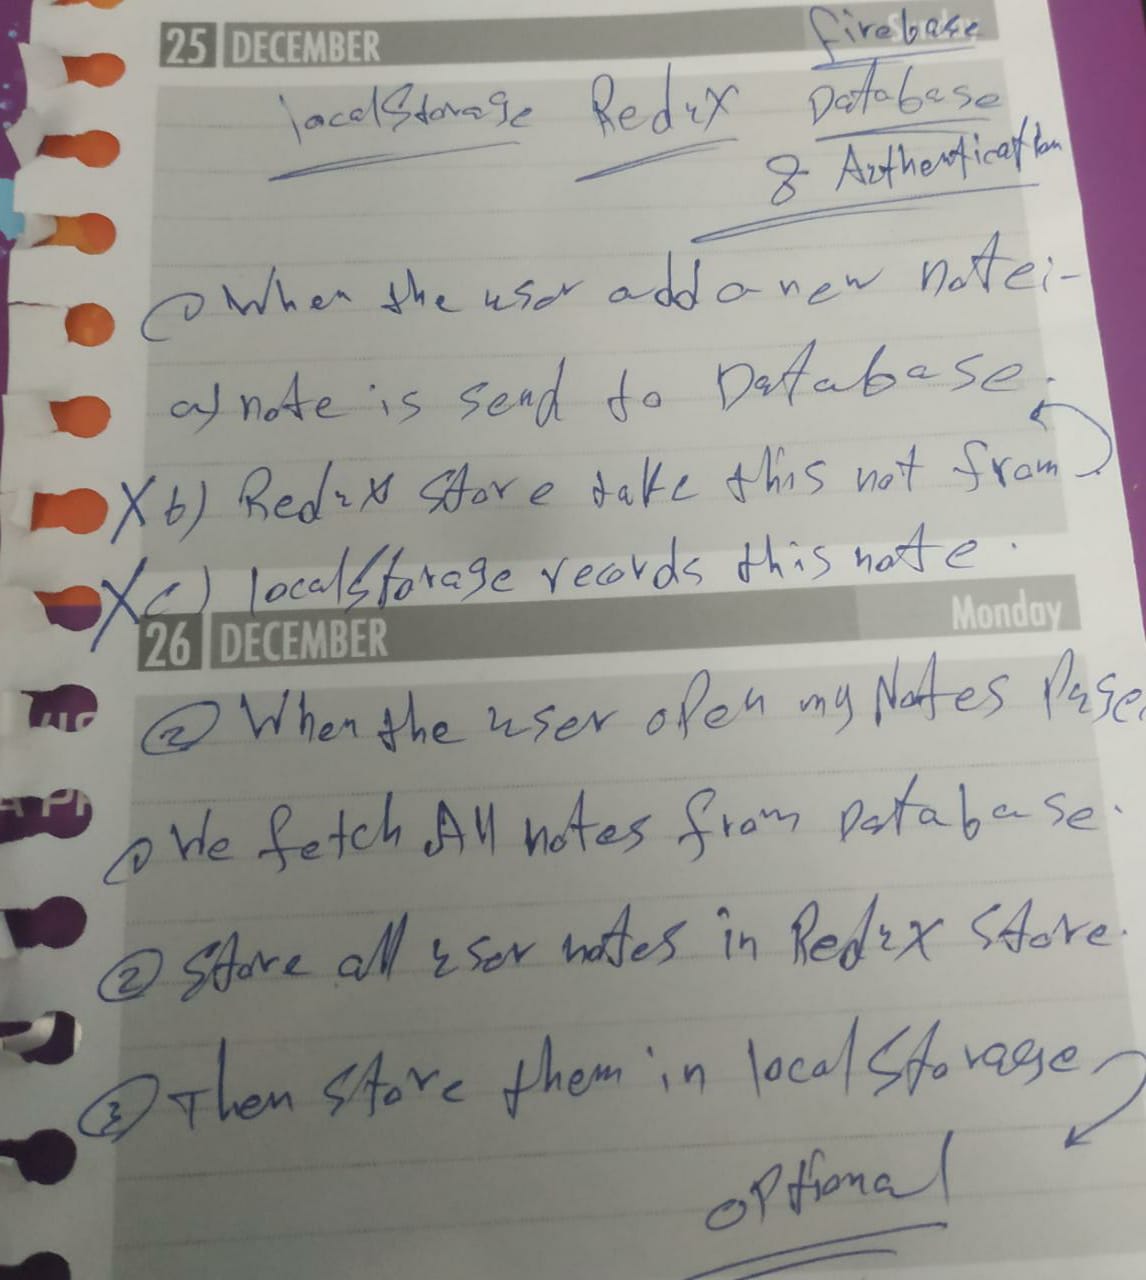 25 DECEMBER
firebase
localStorage Redux Database
& Authentication
① When the user add a new note:-
a) note is send to Database.
X b) Redux Store take this not from
X c) localStorage records this note.
26 DECEMBER Monday
② When the user open my Notes Page
① We fetch All notes from Database.
② Store all user notes in Redux Store.
③ Then store them in localStorage
optional